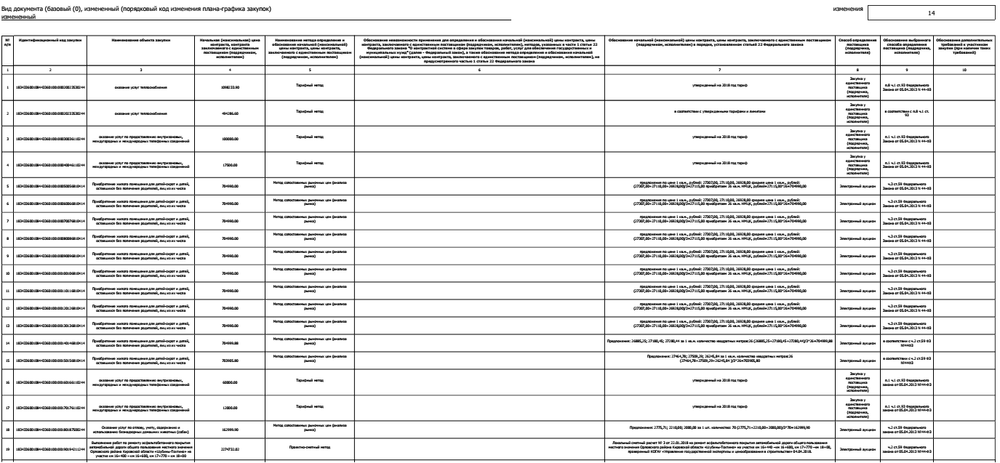 Вид документа (базовый (0), измененный (порядковый код изменения плана-графика закупок)
измененный
изменения
14
№ п/п
Идентификационный код закупки
Наименование объекта закупки
Начальная (максимальная) цена контракта, контракта заключаемого с единственным поставщиком (подрядчиком, исполнителем)
Наименование метода определения и обоснования начальной (максимальной) цены контракта, цены контракта, заключаемого с единственным поставщиком (подрядчиком, исполнителем)
Обоснование невозможности применения для определения и обоснования начальной (максимальной) цены контракта, цены контракта, заключаемого с единственным поставщиком (подрядчиком, исполнителем), методов, указанных в части 1 статьи 22 Федерального закона "О контрактной системе в сфере закупок товаров, работ, услуг для обеспечения государственных и муниципальных нужд" (далее - Федеральный закон), а также обоснование метода определения и обоснования начальной (максимальной) цены контракта, цены контракта, заключаемого с единственным поставщиком (подрядчиком, исполнителем), не предусмотренного частью 1 статьи 22 Федерального закона
Обоснование начальной (максимальной) цены контракта, цены контракта, заключаемого с единственным поставщиком (подрядчиком, исполнителем) в порядке, установленном статьей 22 Федерального закона
Способ определения поставщика (подрядчика, исполнителя)
Обоснование выбранного способа определения поставщика (подрядчика, исполнителя)
Обоснование дополнительных требований к участникам закупки (при наличии таких требований)
1 2 3 4 5 6 7 8 9 10
1 оказание услуг теплоснабжения 1098233.90 Тарифный метод утвержденный на 2018 год тариф Закупка у единственного поставщика (подрядчика, исполнителя) п.8 ч.1 ст.93 Федерального Закона от 05.04.2013 N 44-ФЗ
2 оказание услуг теплоснабжения 494286.60 Тарифный метод в соответствии с утвержденными тарифами и лимитами Закупка у единственного поставщика (подрядчика, исполнителя) в соответствии с п.8 ч.1 ст. 93
3 оказание услуг по предоставлению внутризоновых, междугородных и международных телефонных соединений 100000.00 Тарифный метод утвержденный на 2018 год тариф Закупка у единственного поставщика (подрядчика, исполнителя) п.1 ч.1 ст.93 Федерального Закона от 05.04.2013 N 44-ФЗ
4 оказание услуг по предоставлению внутризоновых, междугородных и международных телефонных соединений 17500.00 Тарифный метод утвержденный на 2018 год тариф Закупка у единственного поставщика (подрядчика, исполнителя) п.1 ч.1 ст.93 Федерального Закона от 05.04.2013 N 44-ФЗ
5 Приобретение жилого помещения для детей-сирот и детей, оставшихся без попечения родителей, лиц из их числа 704990.00 Метод сопоставимых рыночных цен (анализа рынка) предложения по цене 1 кв.м., рублей: 27307,00, 27110,00, 26928,00 средняя цена 1 кв.м., рублей: (27307,00+27110,00+26928,00)/3=27115,00 приобретаем 26 кв.м. НМЦК, рублей=27115,00*26=704990,00 Электронный аукцион ч.3 ст.59 Федерального закона от 05.04.2013 N 44-ФЗ
6 Приобретение жилого помещения для детей-сирот и детей, оставшихся без попечения родителей, лиц из их числа 704990.00 Метод сопоставимых рыночных цен (анализа рынка) предложения по цене 1 кв.м., рублей: 27307,00, 27110,00, 26928,00 средняя цена 1 кв.м., рублей: (27307,00+27110,00+26928,00)/3=27115,00 приобретаем 26 кв.м. НМЦК, рублей=27115,00*26=704990,00 Электронный аукцион ч.3 ст.59 Федерального закона от 05.04.2013 N 44-ФЗ
7 Приобретение жилого помещения для детей-сирот и детей, оставшихся без попечения родителей, лиц из их числа 704990.00 Метод сопоставимых рыночных цен (анализа рынка) предложения по цене 1 кв.м., рублей: 27307,00, 27110,00, 26928,00 средняя цена 1 кв.м., рублей: (27307,00+27110,00+26928,00)/3=27115,00 приобретаем 26 кв.м. НМЦК, рублей=27115,00*26=704990,00 Электронный аукцион ч.3 ст.59 Федерального закона от 05.04.2013 N 44-ФЗ
8 Приобретение жилого помещения для детей-сирот и детей, оставшихся без попечения родителей, лиц из их числа 704990.00 Метод сопоставимых рыночных цен (анализа рынка) предложения по цене 1 кв.м., рублей: 27307,00, 27110,00, 26928,00 средняя цена 1 кв.м., рублей: (27307,00+27110,00+26928,00)/3=27115,00 приобретаем 26 кв.м. НМЦК, рублей=27115,00*26=704990,00 Электронный аукцион ч.3 ст.59 Федерального закона от 05.04.2013 N 44-ФЗ
9 Приобретение жилого помещения для детей-сирот и детей, оставшихся без попечения родителей, лиц из их числа 704990.00 Метод сопоставимых рыночных цен (анализа рынка) предложения по цене 1 кв.м., рублей: 27307,00, 27110,00, 26928,00 средняя цена 1 кв.м., рублей: (27307,00+27110,00+26928,00)/3=27115,00 приобретаем 26 кв.м. НМЦК, рублей=27115,00*26=704990,00 Электронный аукцион ч.3 ст.59 Федерального закона от 05.04.2013 N 44-ФЗ
10 Приобретение жилого помещения для детей-сирот и детей, оставшихся без попечения родителей, лиц из их числа 704990.00 Метод сопоставимых рыночных цен (анализа рынка) предложения по цене 1 кв.м., рублей: 27307,00, 27110,00, 26928,00 средняя цена 1 кв.м., рублей: (27307,00+27110,00+26928,00)/3=27115,00 приобретаем 26 кв.м. НМЦК, рублей=27115,00*26=704990,00 Электронный аукцион ч.3 ст.59 Федерального закона от 05.04.2013 N 44-ФЗ
11 Приобретение жилого помещения для детей-сирот и детей, оставшихся без попечения родителей, лиц из их числа 704990.00 Метод сопоставимых рыночных цен (анализа рынка) предложения по цене 1 кв.м., рублей: 27307,00, 27110,00, 26928,00 средняя цена 1 кв.м., рублей: (27307,00+27110,00+26928,00)/3=27115,00 приобретаем 26 кв.м. НМЦК, рублей=27115,00*26=704990,00 Электронный аукцион ч.3 ст.59 Федерального закона от 05.04.2013 N 44-ФЗ
12 Приобретение жилого помещения для детей-сирот и детей, оставшихся без попечения родителей, лиц из их числа 704990.00 Метод сопоставимых рыночных цен (анализа рынка) предложения по цене 1 кв.м., рублей: 27307,00, 27110,00, 26928,00 средняя цена 1 кв.м., рублей: (27307,00+27110,00+26928,00)/3=27115,00 приобретаем 26 кв.м. НМЦК, рублей=27115,00*26=704990,00 Электронный аукцион ч.3 ст.59 Федерального закона от 05.04.2013 N 44-ФЗ
13 Приобретение жилого помещения для детей-сирот и детей, оставшихся без попечения родителей, лиц из их числа 704990.00 Метод сопоставимых рыночных цен (анализа рынка) предложения по цене 1 кв.м., рублей: 27307,00, 27110,00, 26928,00 средняя цена 1 кв.м., рублей: (27307,00+27110,00+26928,00)/3=27115,00 приобретаем 26 кв.м. НМЦК, рублей=27115,00*26=704990,00 Электронный аукцион ч.3 ст.59 Федерального закона от 05.04.2013 N 44-ФЗ
14 Приобретение жилого помещения для детей-сирот и детей, оставшихся без попечения родителей, лиц из их числа 704999.88 Метод сопоставимых рыночных цен (анализа рынка) Предложения: 26885,25; 27180,45; 27280,44 за 1 кв.м. количество квадратных метров:26 (26885,25+27180,45+27280,44)/3*26=704999,88 Электронный аукцион в соответствии с ч.2 ст.59 ФЗ №44ФЗ
15 Приобретение жилого помещения для детей-сирот и детей, оставшихся без попечения родителей, лиц из их числа 703905.80 Метод сопоставимых рыночных цен (анализа рынка) Предложения: 27464,78; 27509,29; 26245,84 за 1 кв.м. количество квадратных метров:26 (27464,78+27509,29+26245,84 )/3*26=703905,80 Электронный аукцион в соответствии с ч.2 ст.59 ФЗ №44ФЗ
16 оказание услуг по предоставлению внутризоновых, междугородных и международных телефонных соединений 60000.00 Тарифный метод утвержденный на 2018 год тариф Закупка у единственного поставщика (подрядчика, исполнителя) п.1 ч.1 ст.93 Федерального закона от 05.04.2013 N 44-ФЗ
17 оказание услуг по предоставлению внутризоновых, междугородных и международных телефонных соединений 12000.00 Тарифный метод утвержденный на 2018 год тариф Закупка у единственного поставщика (подрядчика, исполнителя) п.1 ч.1 ст.93 Федерального закона от 05.04.2013 №44-ФЗ
18 Оказание услуг по отлову, учету, содержанию и использованию безнадзорных домашних животных (собак) 162999.90 Метод сопоставимых рыночных цен (анализа рынка) Предложения: 2775,71; 2210,00; 2000,00 за 1 шт. количество: 70 (2775,71+2210,00+2000,00)/3*70=162999,90 Электронный аукцион ч.2 ст.59 Федерального закона от 05.04.2013 №44-ФЗ
19 Выполнение работ по ремонту асфальтобетонного покрытия автомобильной дороги общего пользования местного значения Орловского района Кировской области «Шубины-Тохтино» на участке км 16+400 – км 16+600, км 17+770 – км 18+00 2274732.02 Проектно-сметный метод Локальный сметный расчет № 3 от 22.01.2018 на ремонт асфальтобетонного покрытия автомобильной дороги общего пользования местного значения Орловского района Кировской области «Шубины-Тохтино» на участке км 16+440 –км 16+600, км 17+770 –км 18+00, проверенный КОГАУ «Управление государственной экспертизы и ценообразования в строительстве» 04.04.2018. Электронный аукцион ч.2 ст.59 Федерального закона от 05.04.2013 №44-ФЗ